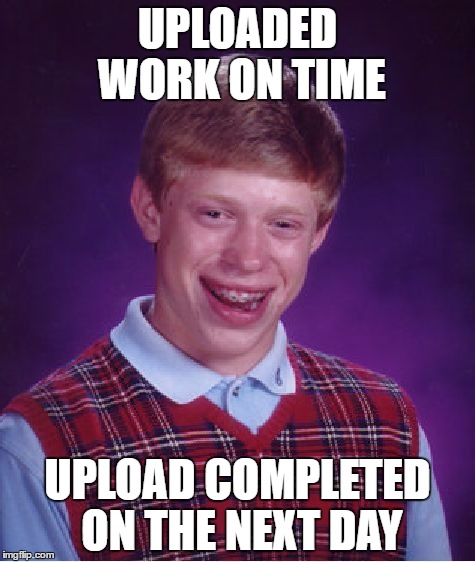 UPLOADED
WORK ON TIME
UPLOAD COMPLETED
ON THE NEXT DAY
imgflip.com